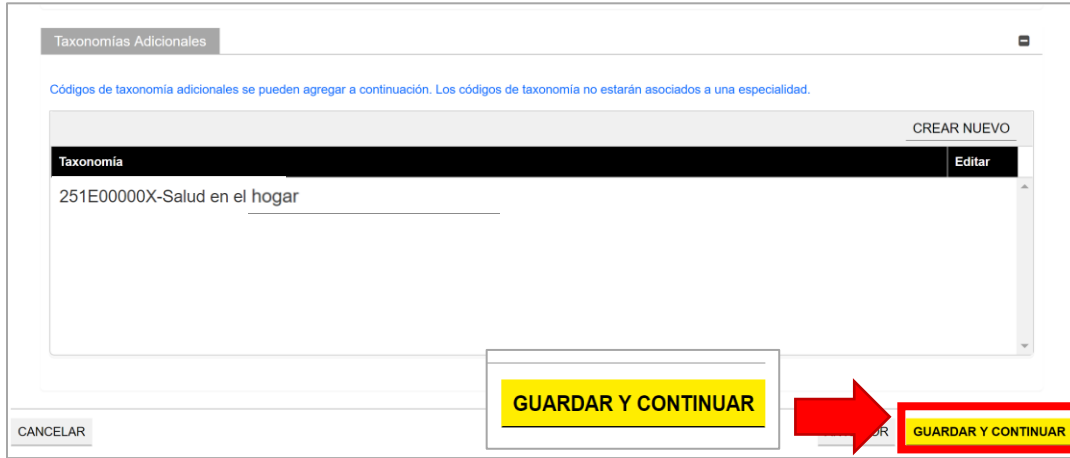 Taxonomías Adicionales
Códigos de taxonomía adicionales se pueden agregar a continuación. Los códigos de taxonomía no estarán asociados a una especialidad.
CREAR NUEVO
Taxonomía Editar
251E00000X-Salud en el hogar
GUARDAR Y CONTINUAR
CANCELAR GUARDAR Y CONTINUAR